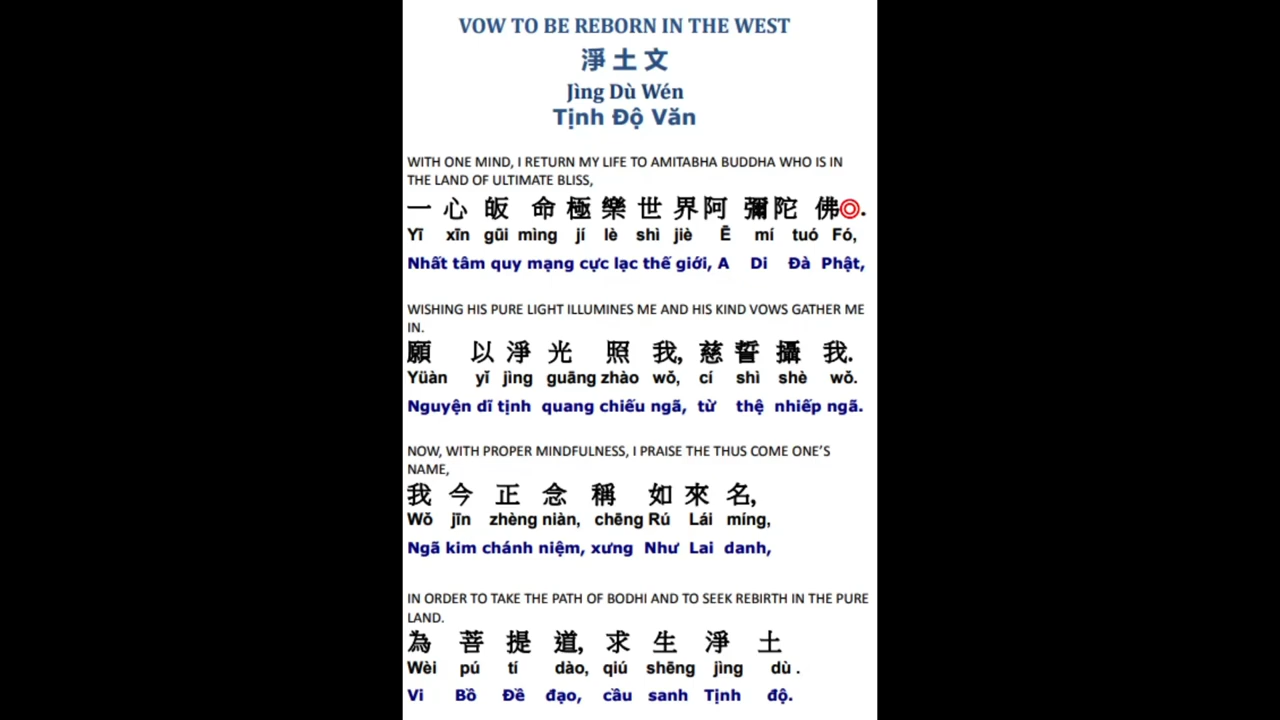 VOW TO BE REBORN IN THE WEST
淨 土 文
Jìng Dù Wén
Tịnh Độ Văn
WITH ONE MIND, I RETURN MY LIFE TO AMITABHA BUDDHA WHO IS IN
THE LAND OF ULTIMATE BLISS,
一 心 皈 命 極 樂 世 界 阿 彌 陀 佛◎.
Yī xīn gūi mìng jí lè shì jiè Ē mí tuó Fó,
Nhất tâm quy mạng cực lạc thế giới, A Di Đà Phật,
WISHING HIS PURE LIGHT ILLUMINES ME AND HIS KIND VOWS GATHER ME
IN.
願 以 淨 光 照 我, 慈 誓 攝 我.
Yüàn yǐ jìng guāng zhào wǒ, cí shì shè wǒ.
Nguyện dĩ tịnh quang chiếu ngã, từ thệ nhiếp ngã.
NOW, WITH PROPER MINDFULNESS, I PRAISE THE THUS COME ONE’S
NAME,
我 今 正 念 稱 如 來 名,
Wǒ jīn zhèng niàn, chēng Rú Lái míng,
Ngã kim chánh niệm, xưng Như Lai danh,
IN ORDER TO TAKE THE PATH OF BODHI AND TO SEEK REBIRTH IN THE PURE
LAND.
為 菩 提 道, 求 生 淨 土
Wèi pú tí dào, qiú shēng jìng dù .
Vi Bồ Đề đạo, cầu sanh Tịnh độ.